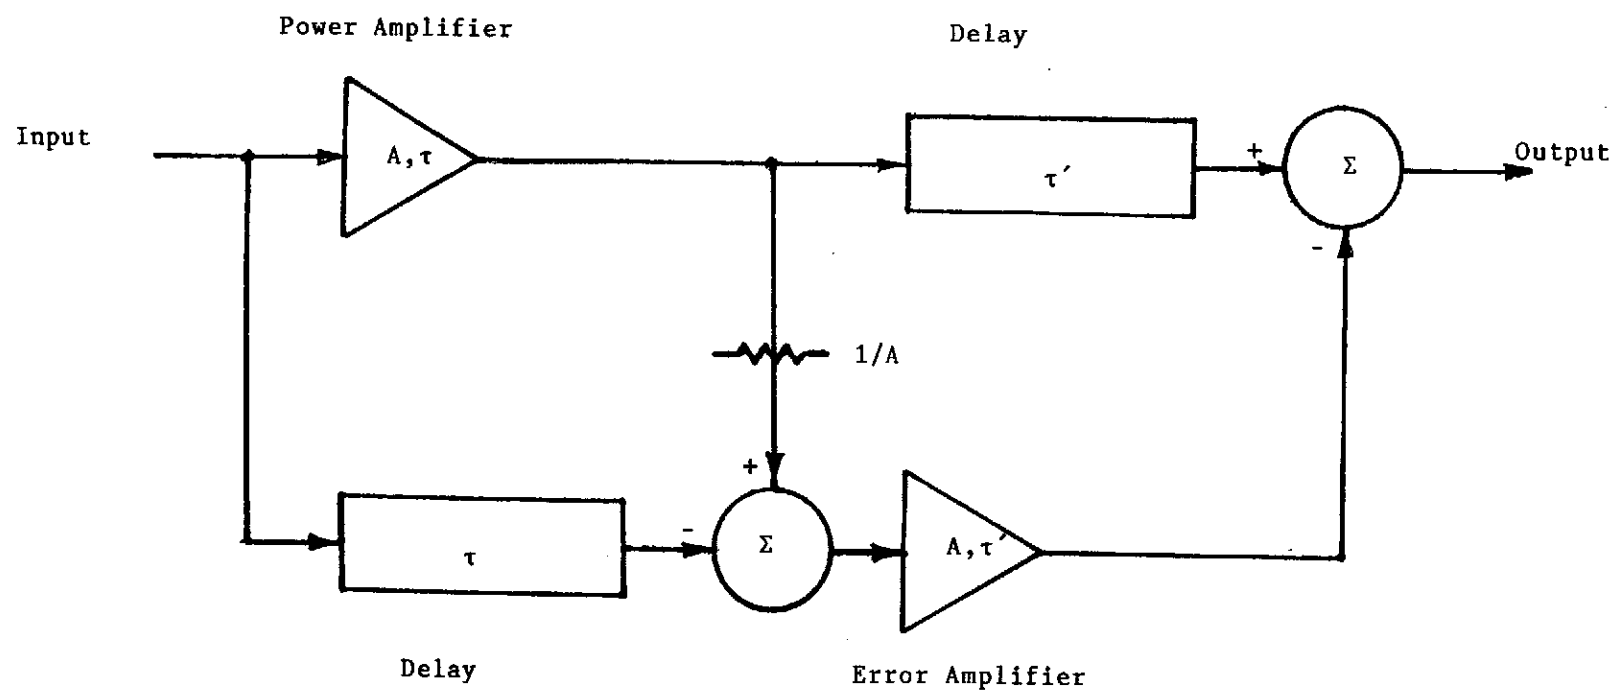 Power Amplifier
Delay
Input
A,τ
τ´
+
Σ
Output
-
1/A
+
-
Σ
A,τ´
τ
Delay
Error Amplifier